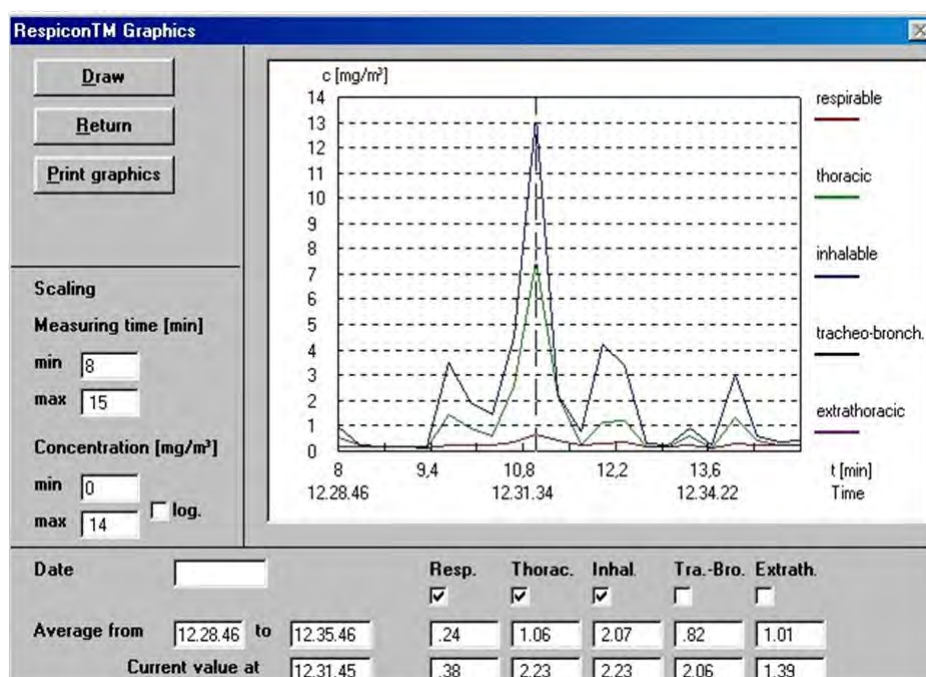 RespiconTM Graphics
Draw
Return
Print graphics
Scaling
Measuring time [min]
min 8
max 15
Concentration [mg/m³]
min 0
max 14 log.
c [mg/m³]
14
13
12
11
10
9
8
7
6
5
4
3
2
1
0
8 9,4 10,8 12,2 13,6 t [min]
12.28.46 12.31.34 12.34.22 Time
respirable
thoracic
inhalable
tracheo-bronch.
extrathoracic
Date Resp. Thorac. Inhal. Tra.-Bro. Extrath.
Average from 12.28.46 to 12.35.46 .24 1.06 2.07 .82 1.01
Current value at 12.31.45 .38 2.23 2.23 2.06 1.39